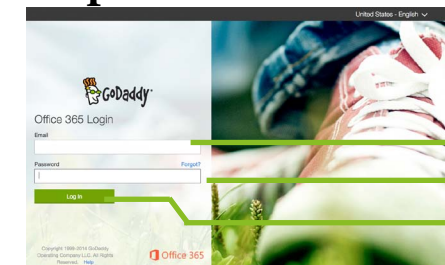 United States - English
GoDaddy
Office 365 Login
Email
Password Forgot?
Log In
Copyright 1999-2014 GoDaddy
Operating Company LLC. All Rights
Reserved. Help
Office 365